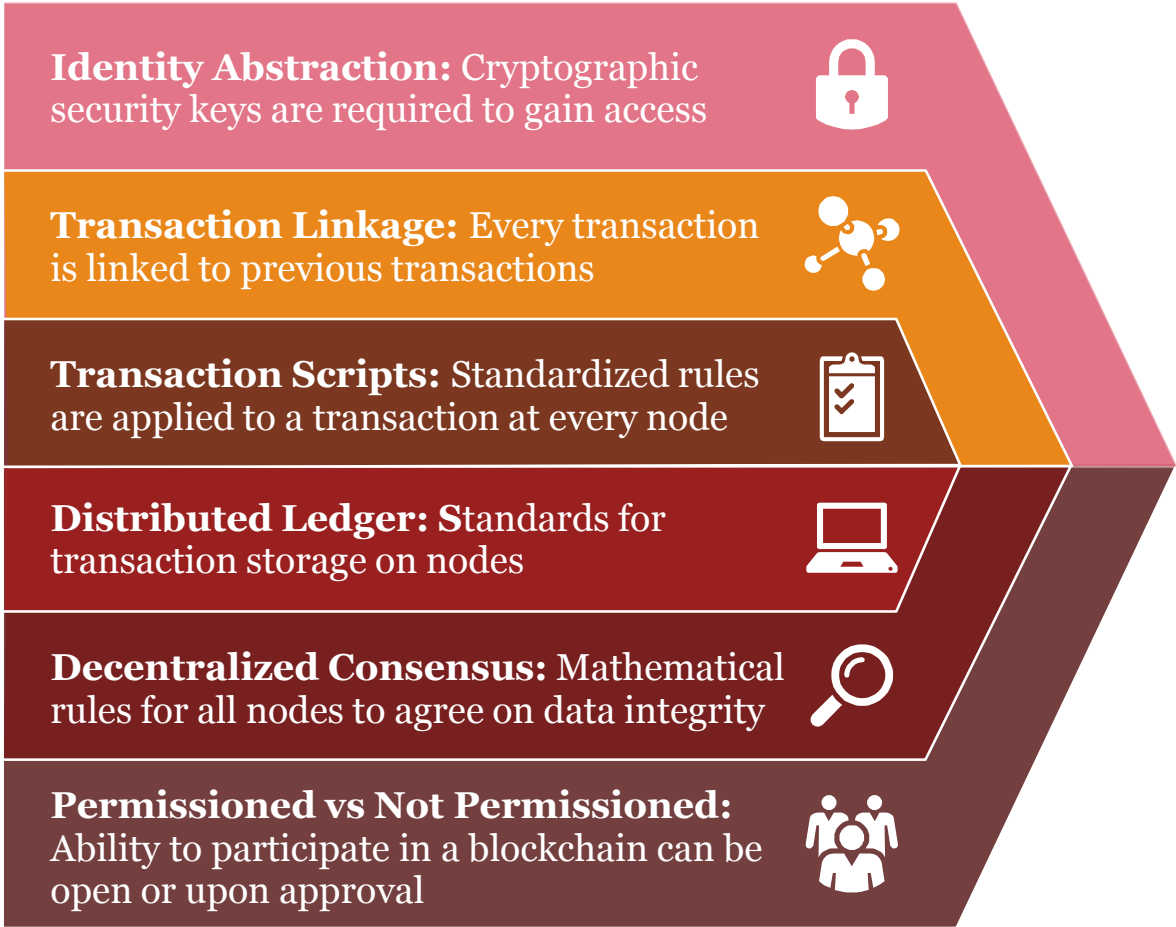 Identity Abstraction: Cryptographic
security keys are required to gain access
Transaction Linkage: Every transaction
is linked to previous transactions
Transaction Scripts: Standardized rules
are applied to a transaction at every node
Distributed Ledger: Standards for
transaction storage on nodes
Decentralized Consensus: Mathematical
rules for all nodes to agree on data integrity
Permissioned vs Not Permissioned:
Ability to participate in a blockchain can be
open or upon approval